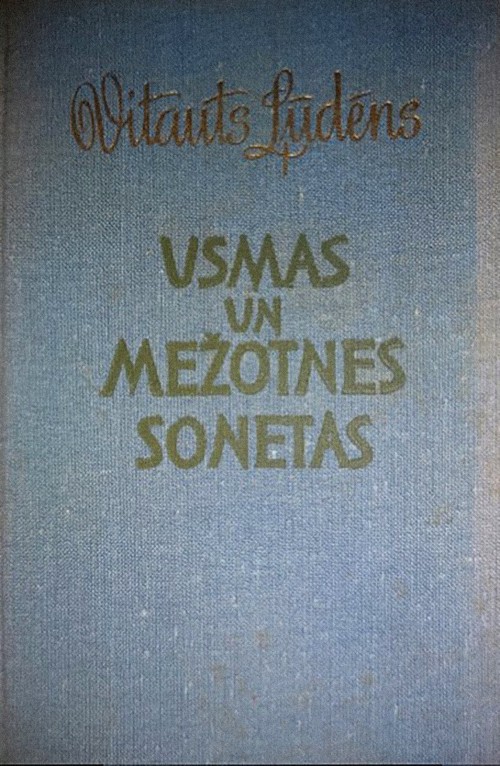 Vitauts Ļūdēns
USMAS
UN
MEŽOTNES
SONETAS